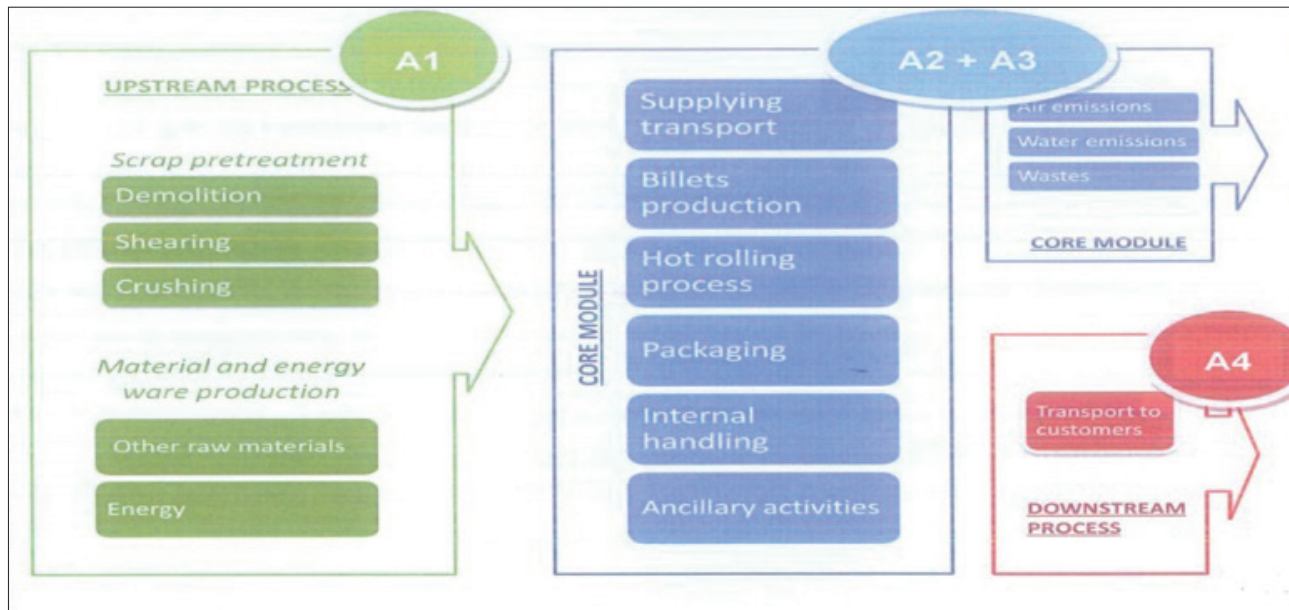 A1
UPSTREAM PROCESS
Scrap pretreatment
Demolition
Shearing
Crushing
Material and energy
ware production
Other raw materials
Energy
A2 + A3
CORE MODULE
Supplying
transport
Billets
production
Hot rolling
process
Packaging
Internal
handling
Ancillary activities
Air emissions
Water emissions
Wastes
CORE MODULE
A4
Transport to
customers
DOWNSTREAM
PROCESS